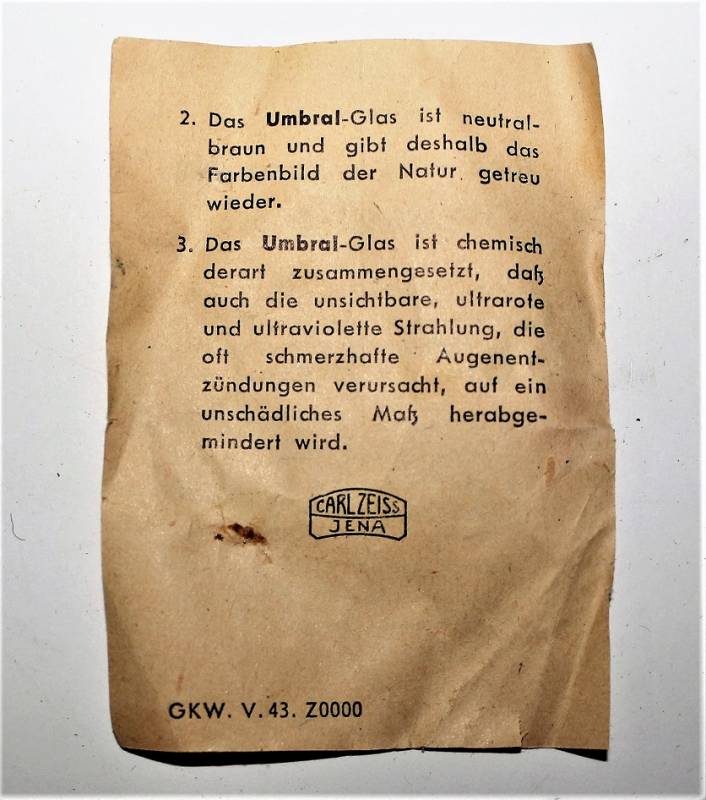 2. Das Umbral-Glas ist neutral-
braun und gibt deshalb das
Farbenbild der Natur getreu
wieder.
3. Das Umbral-Glas ist chemisch
derart zusammengesetzt, daß
auch die unsichtbare, ultrarote
und ultraviolette Strahlung, die
oft schmerzhafte Augenent-
zündungen verursacht, auf ein
unschädliches Maß herabge-
mindert wird.
CARL ZEISS
JENA
GKW. V. 43. Z0000